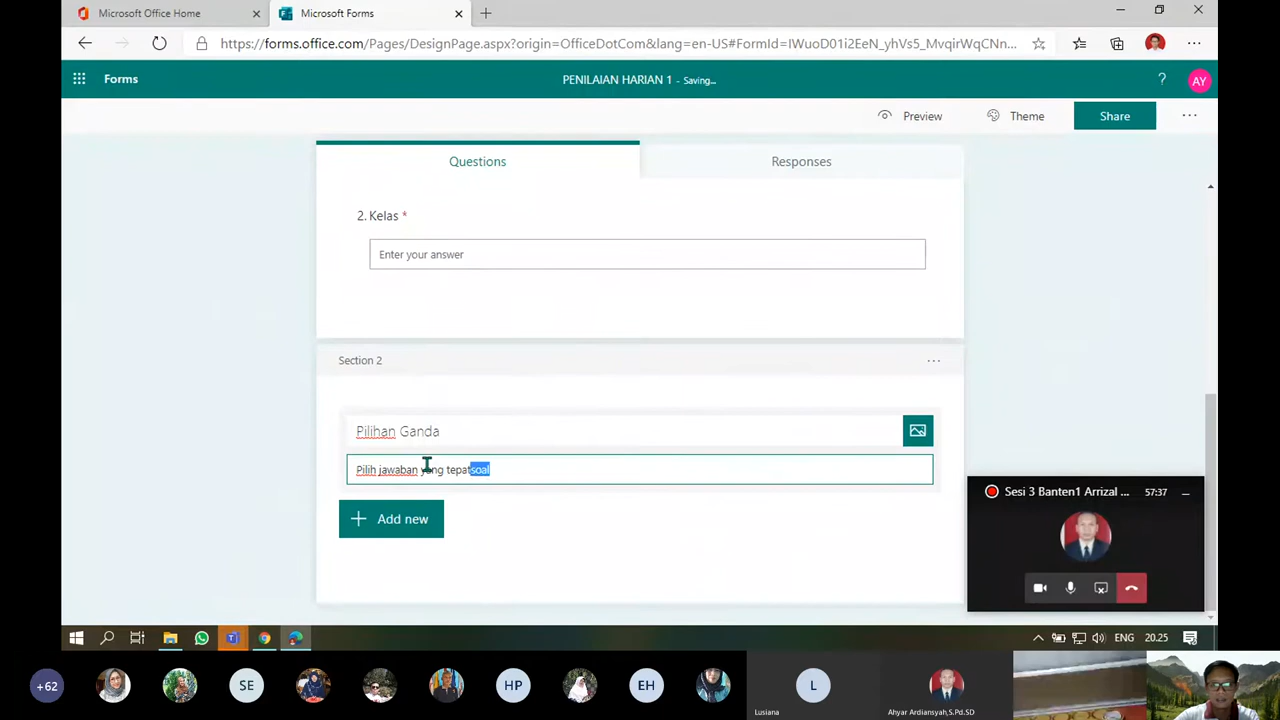 Microsoft Office Home
Microsoft Forms
https://forms.office.com/Pages/DesignPage.aspx?origin=OfficeDotCom&lang=en-US#FormId=IWuoD01i2EeN_yhVs5_MvqirWqCNn...
Forms
PENILAIAN HARIAN 1 - Saving...
?
AY
Preview
Theme
Share
Questions
Responses
2. Kelas *
Enter your answer
Section 2
Pilihan Ganda
Pilih jawaban yang tepatsoal
Add new
Sesi 3 Banten1 Arrizal ...
57:37
ENG
20.25
+62
SE
HP
EH
L
Lusiana
Ahyar Ardiansyah,S.Pd.SD